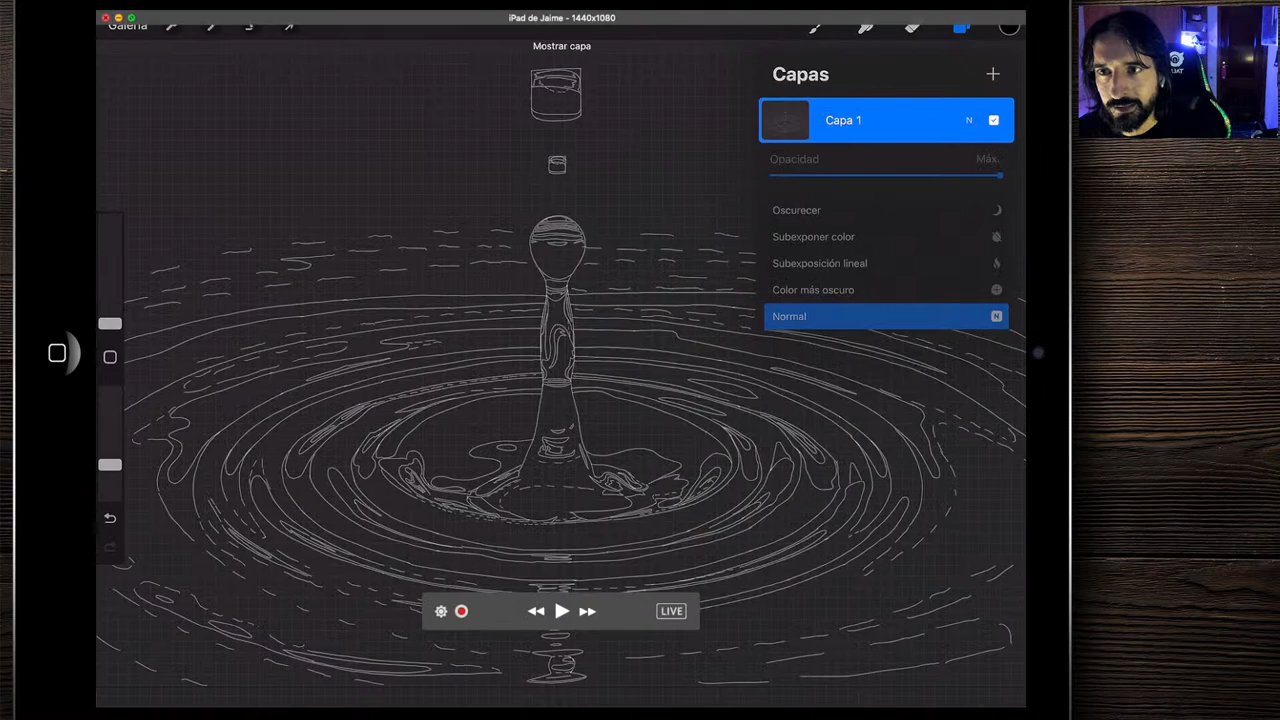 iPad de Jaime - 1440x1080
Galería
Mostrar capa
Capas
Capa 1 N
Opacidad Máx.
Oscurecer
Subexponer color
Subexposición lineal
Color más oscuro
Normal N
LIVE